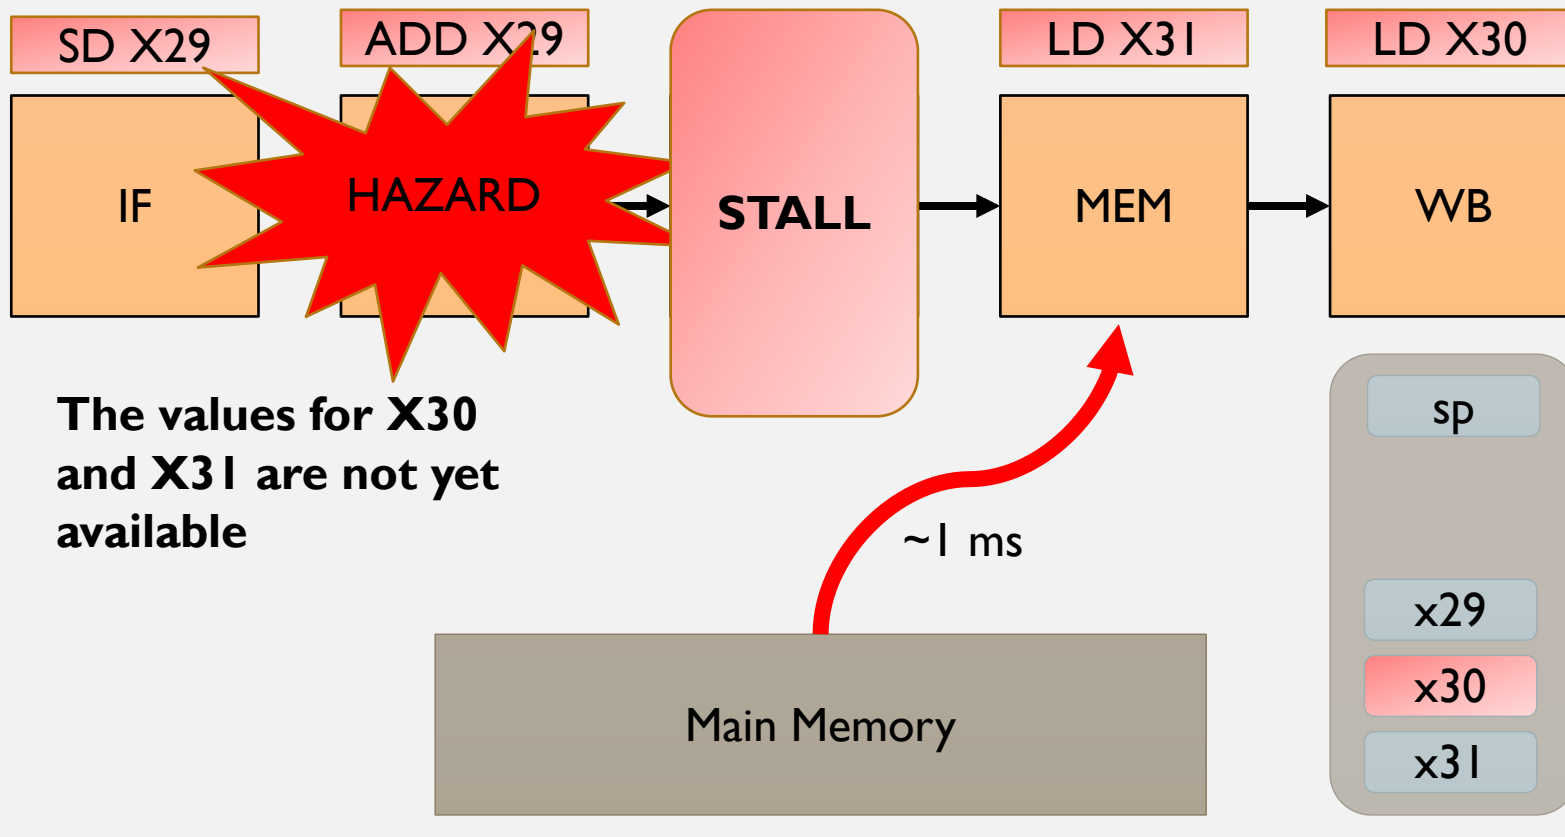 SD X29
ADD X29
LD X31
LD X30
IF
HAZARD
STALL
MEM
WB
The values for X30
and X31 are not yet
available
~1 ms
Main Memory
sp
x29
x30
x31